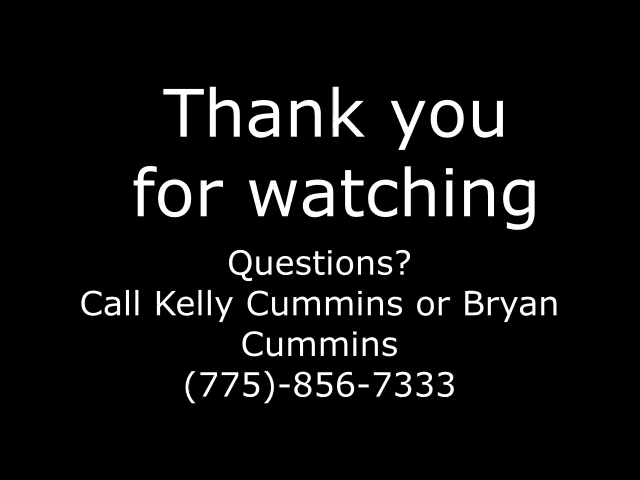 Thank you
for watching
Questions?
Call Kelly Cummins or Bryan
Cummins
(775)-856-7333